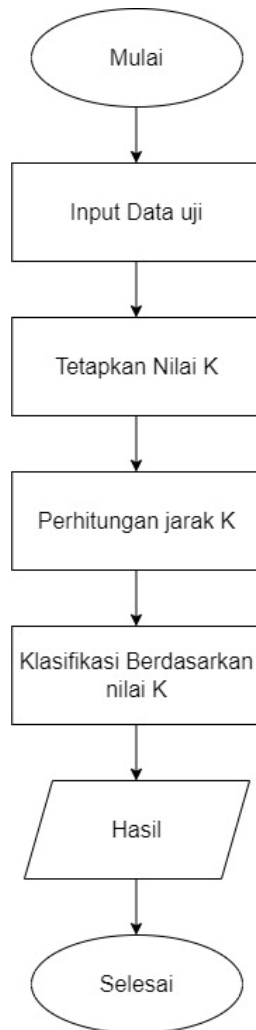 Mulai
Input Data uji
Tetapkan Nilai K
Perhitungan jarak K
Klasifikasi Berdasarkan
nilai K
Hasil
Selesai